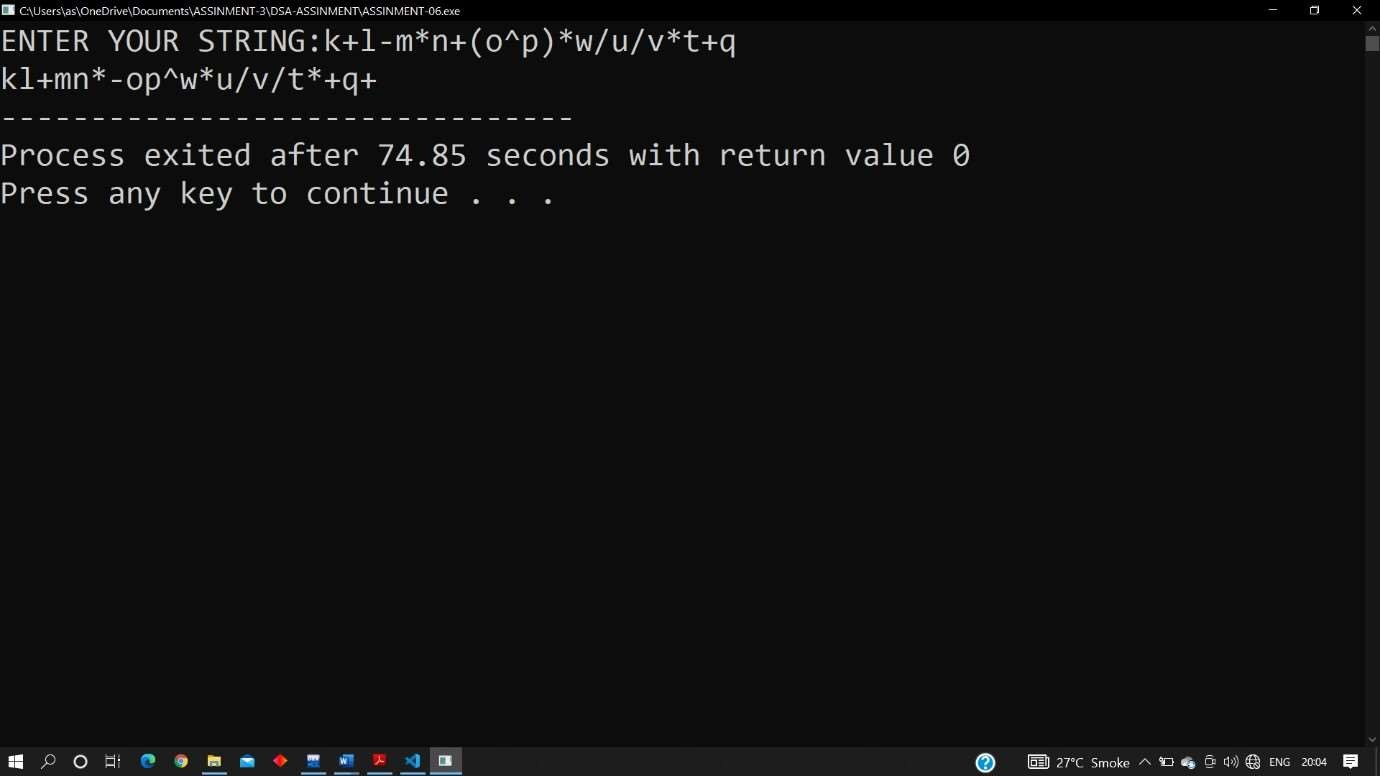 C:\Users\as\OneDrive\Documents\ASSINMENT-3\DSA-ASSINMENT\ASSINMENT-06.exe
ENTER YOUR STRING:k+l-m*n+(o^p)*w/u/v*t+q
kl+mn*-op^w*u/v/t*+q+
--------------------------------
Process exited after 74.85 seconds with return value 0
Press any key to continue . . .
27°C Smoke ENG 20:04